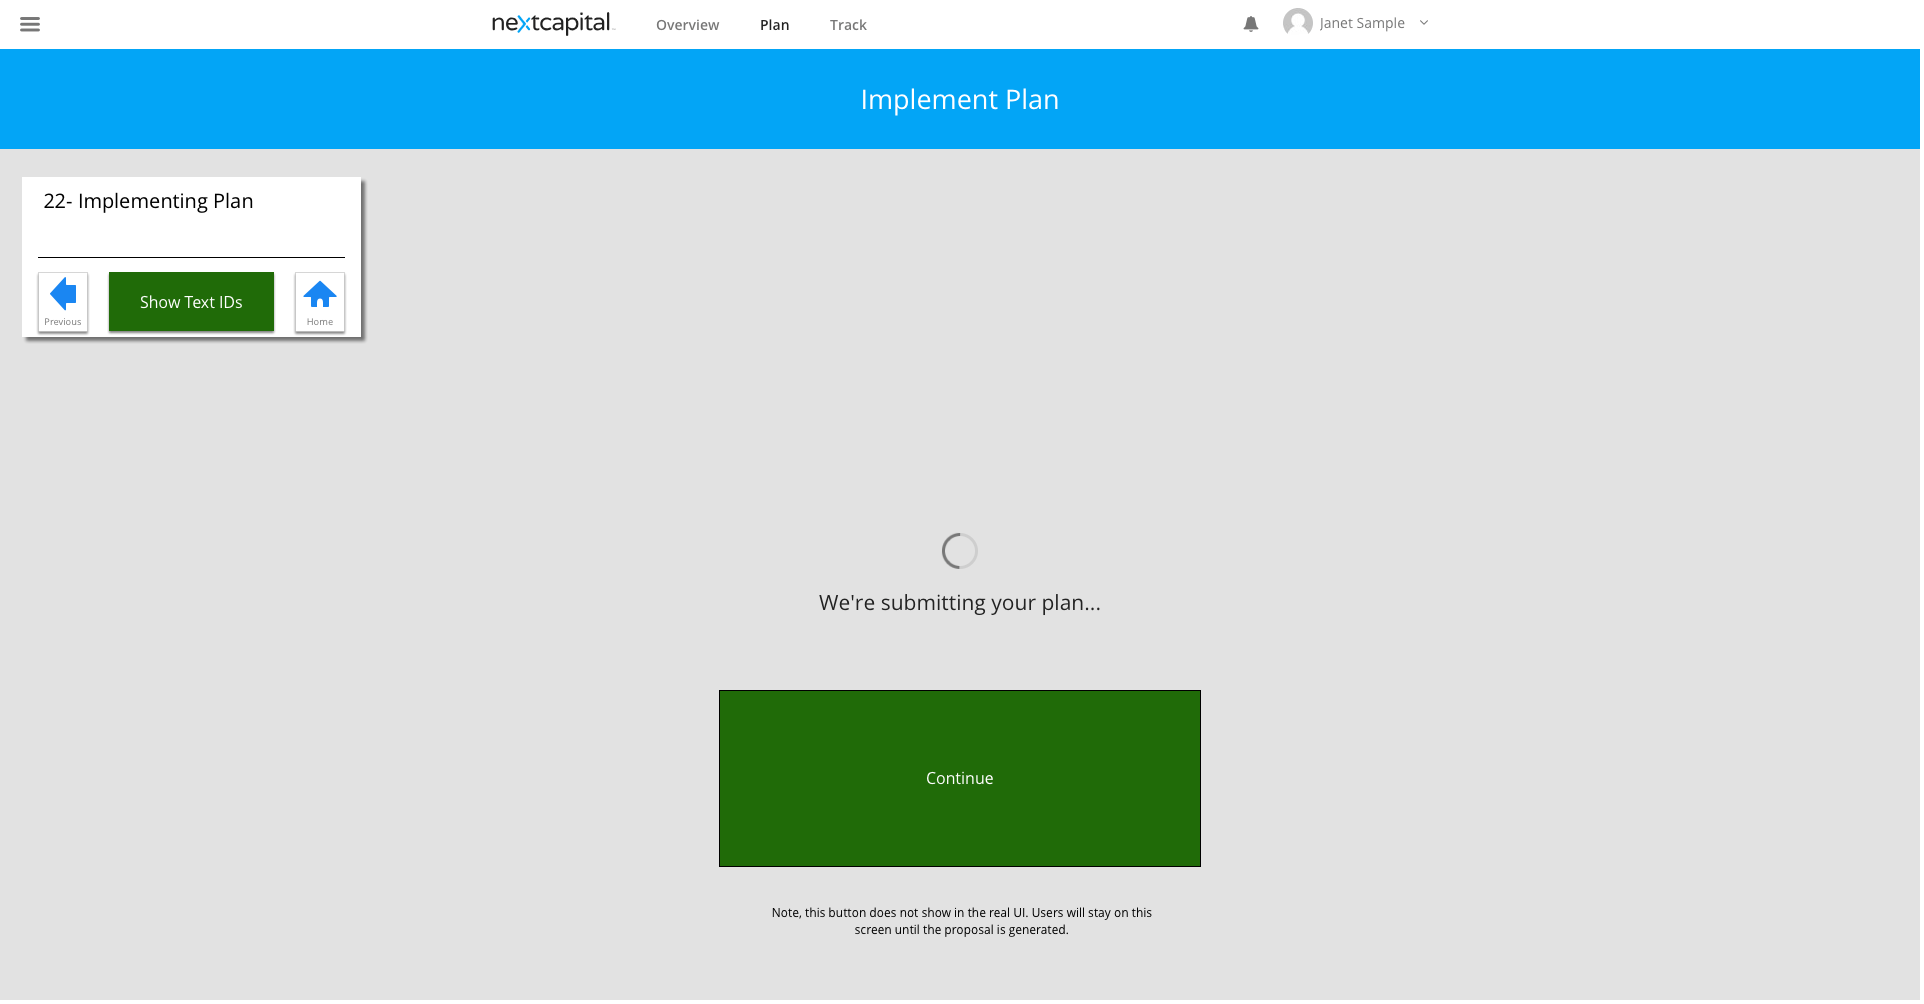 nextcapital
Overview
Plan
Track
Janet Sample
Implement Plan
22- Implementing Plan
Previous
Show Text IDs
Home
We're submitting your plan...
Continue
Note, this button does not show in the real UI. Users will stay on this
screen until the proposal is generated.